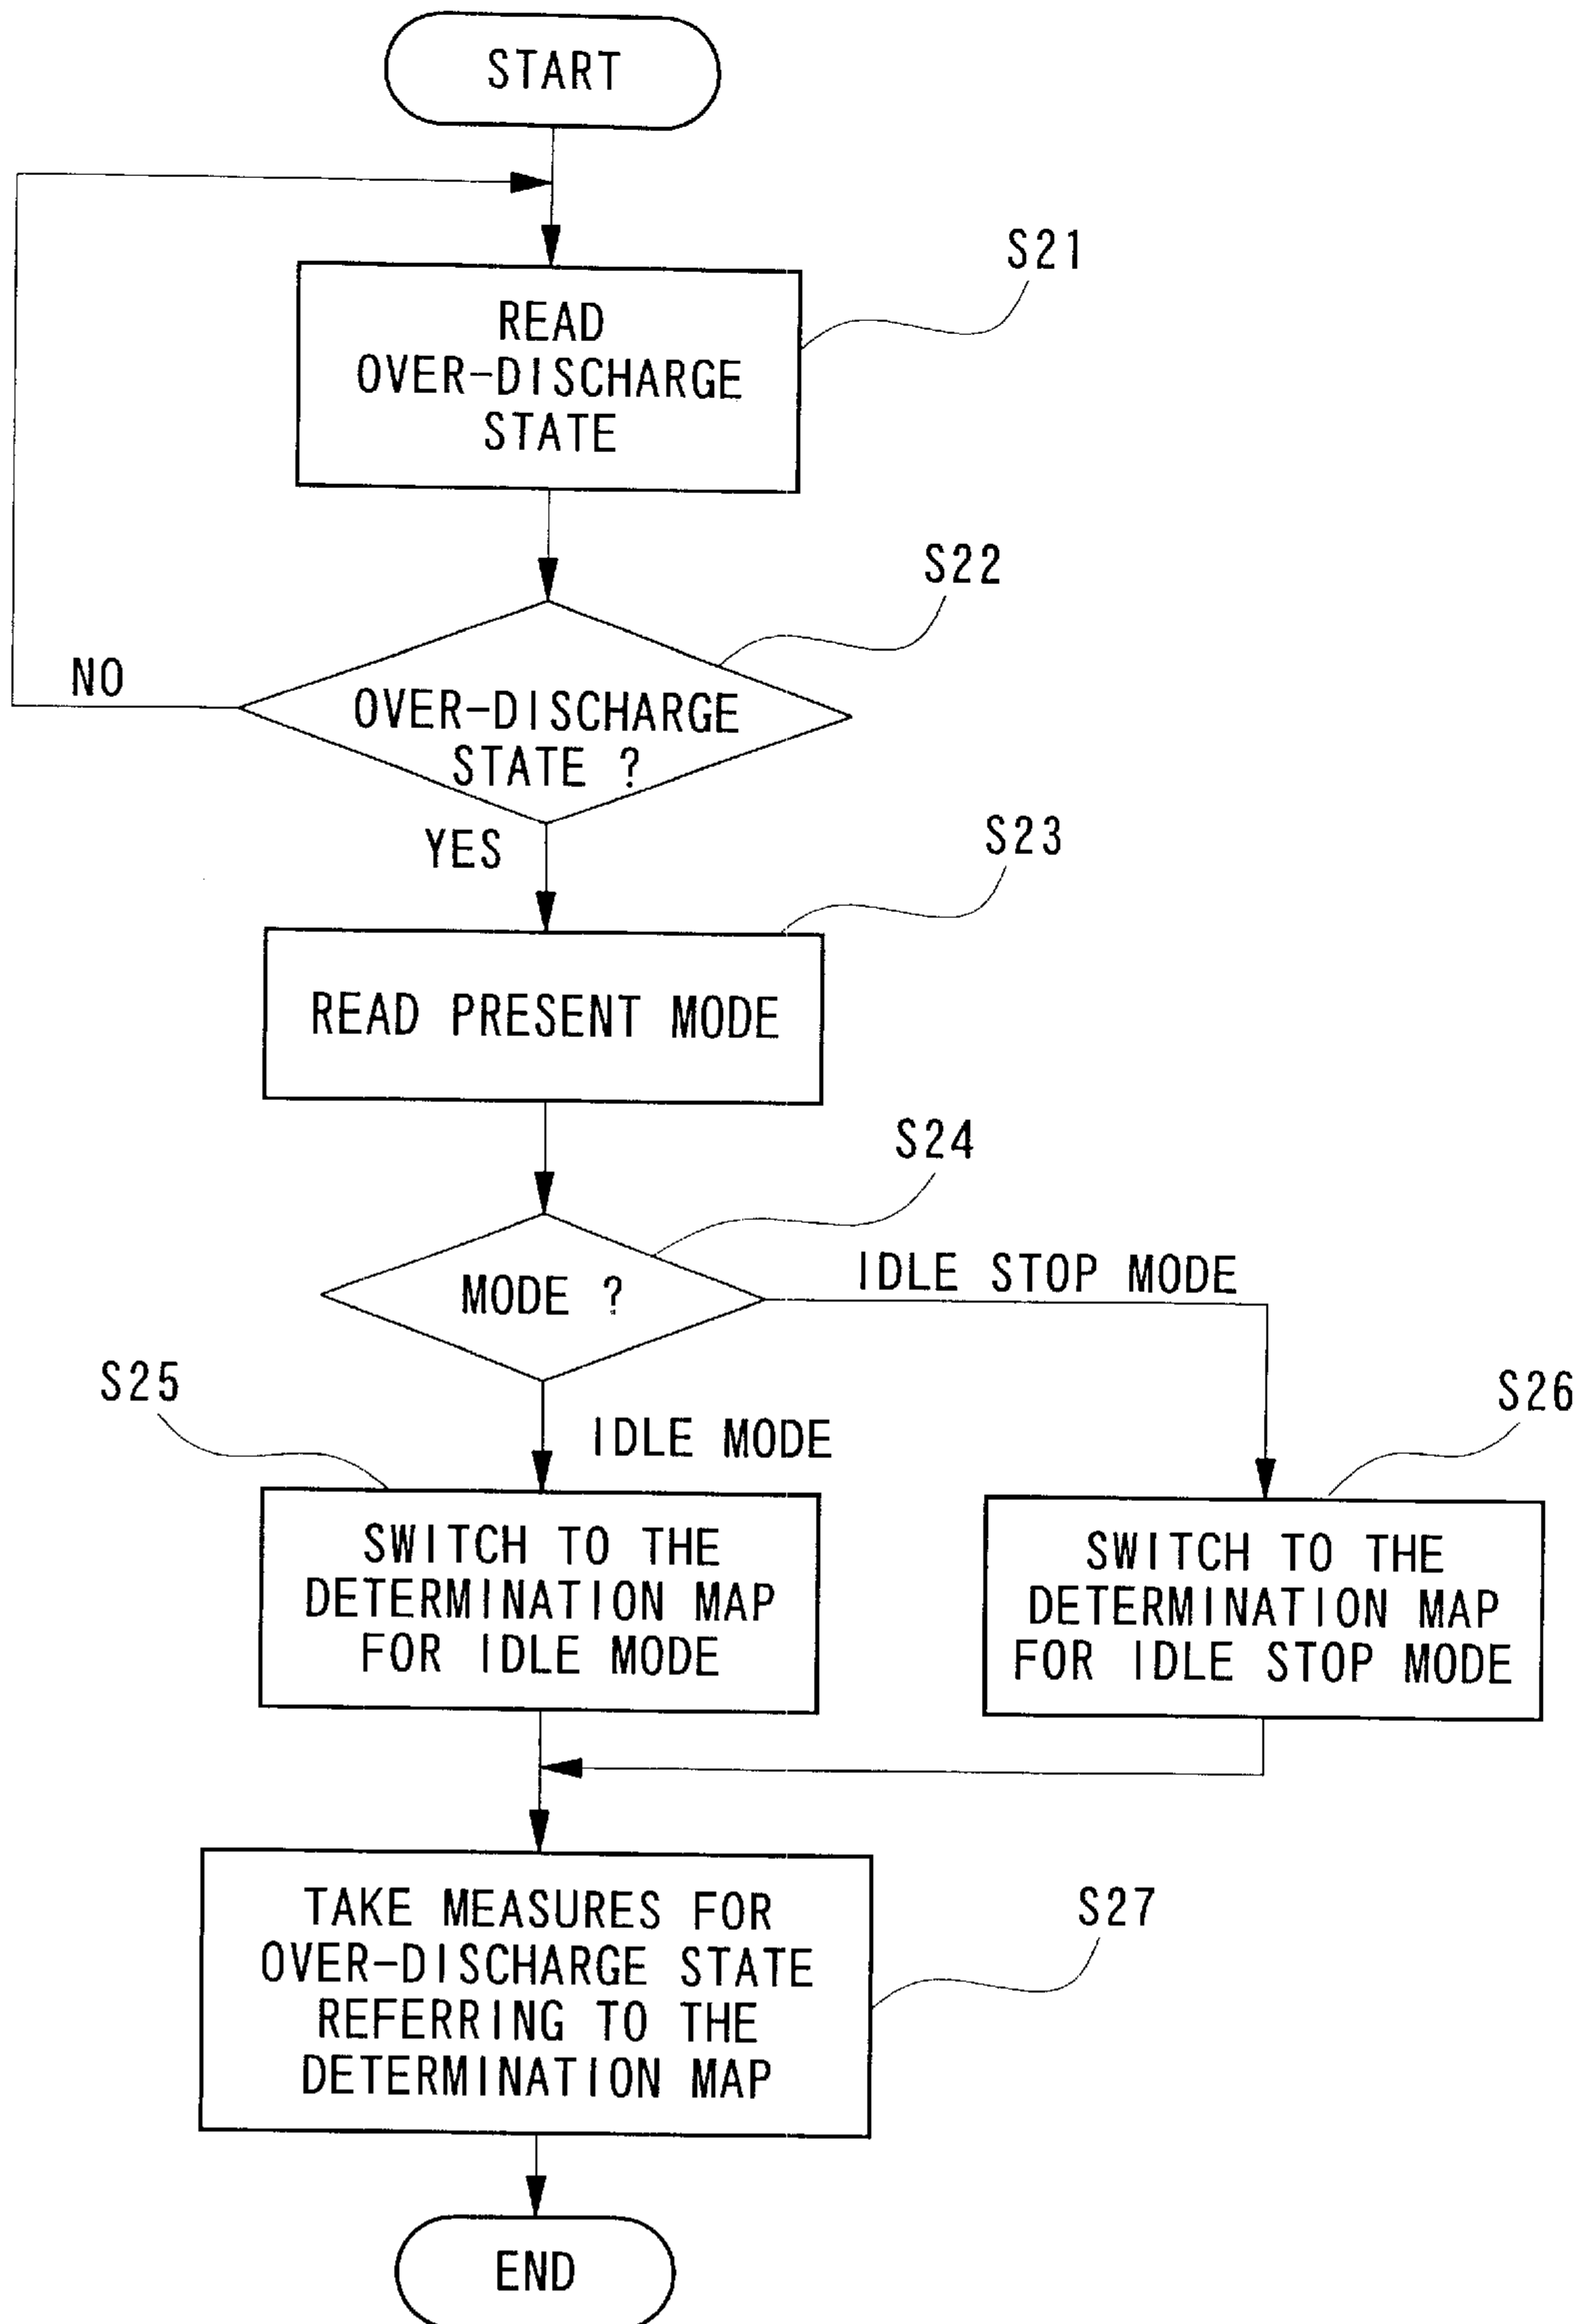 START
S21
READ
OVER-DISCHARGE
STATE
S22
NO
OVER-DISCHARGE
STATE ?
YES
S23
READ PRESENT MODE
S24
MODE ?
IDLE STOP MODE
S25
IDLE MODE
S26
SWITCH TO THE
DETERMINATION MAP
FOR IDLE MODE
SWITCH TO THE
DETERMINATION MAP
FOR IDLE STOP MODE
TAKE MEASURES FOR
OVER-DISCHARGE STATE
REFERRING TO THE
DETERMINATION MAP
S27
END